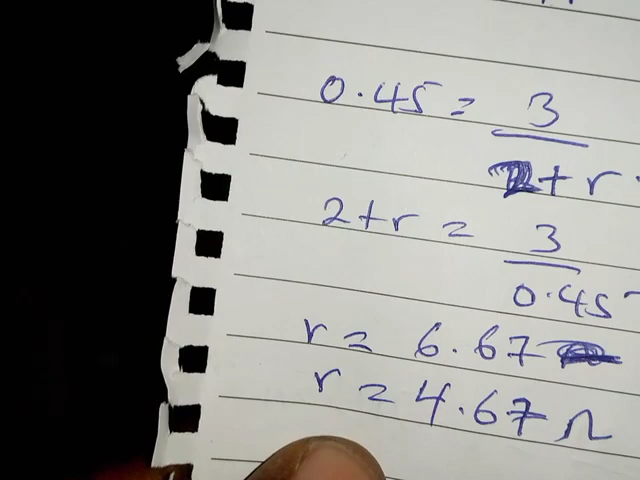 0.45 = 3
2+r
2+r = 3
0.45
r = 6.67
r = 4.67 Ω